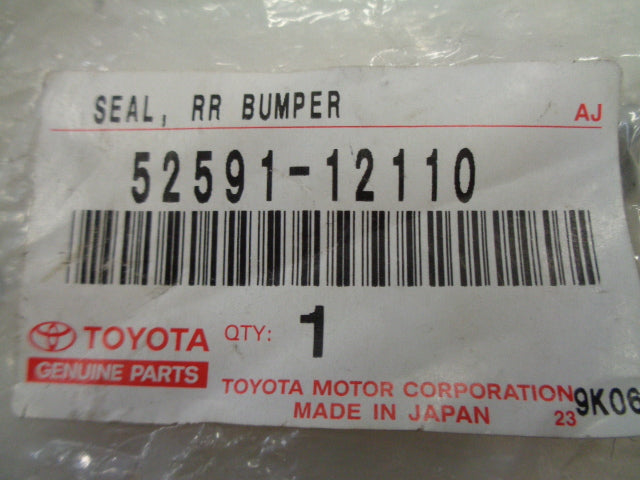 SEAL, RR BUMPER AJ
52591-12110
TOYOTA QTY: 1
GENUINE PARTS
TOYOTA MOTOR CORPORATION
MADE IN JAPAN 23 9K06